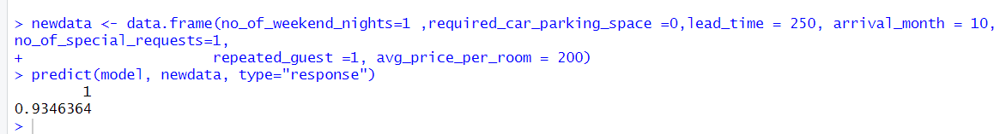 > newdata <- data.frame(no_of_weekend_nights=1 ,required_car_parking_space =0,lead_time = 250, arrival_month = 10,
no_of_special_requests=1,
+                       repeated_guest =1, avg_price_per_room = 200)
> predict(model, newdata, type="response")
        1
0.9346364
>